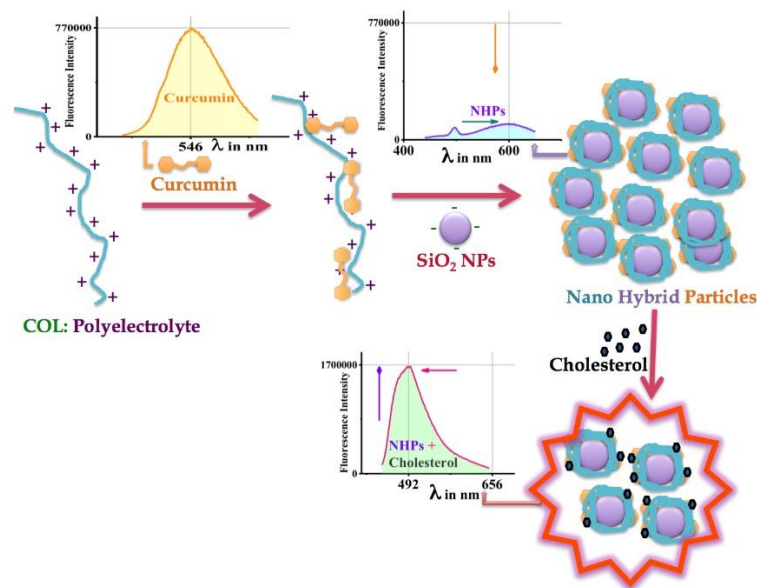 770000
Fluorescence Intensity
Curcumin
0
546
λ in nm
Curcumin
COL: Polyelectrolyte
+
+
+
+
+
+
+
+
+
+
+
+
770000
Fluorescence Intensity
NHPs
0
400
600
λ in nm
SiO₂ NPs
-
-
-
-
Nano Hybrid Particles
Cholesterol
1700000
Fluorescence Intensity
NHPs +
Cholesterol
0
492
656
λ in nm